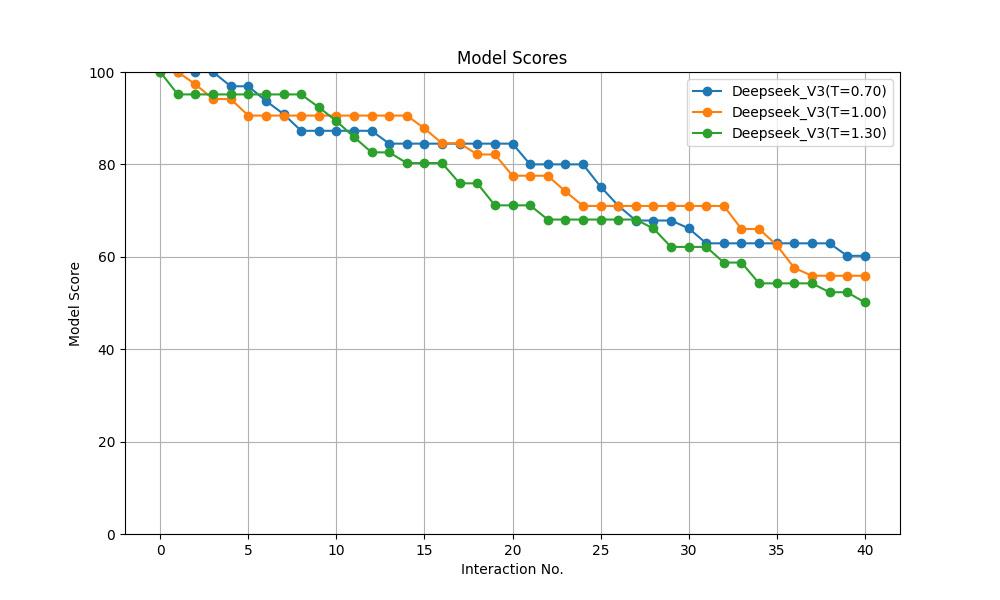 Model Scores
100
80
60
40
20
0
Model Score
Deepseek_V3(T=0.70)
Deepseek_V3(T=1.00)
Deepseek_V3(T=1.30)
0 5 10 15 20 25 30 35 40
Interaction No.